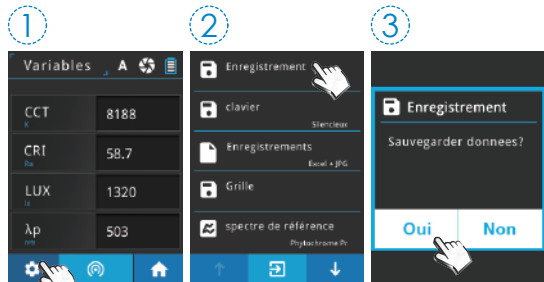 1
2
3
Variables A
CCT
K
8188
CRI
Ra
58.7
LUX
lx
1320
λp
nm
503
Enregistrement
clavier
Silencieux
Enregistrements
Excel + JPG
Grille
spectre de référence
Phytochrome Pr
Enregistrement
Sauvegarder donnees?
Oui Non